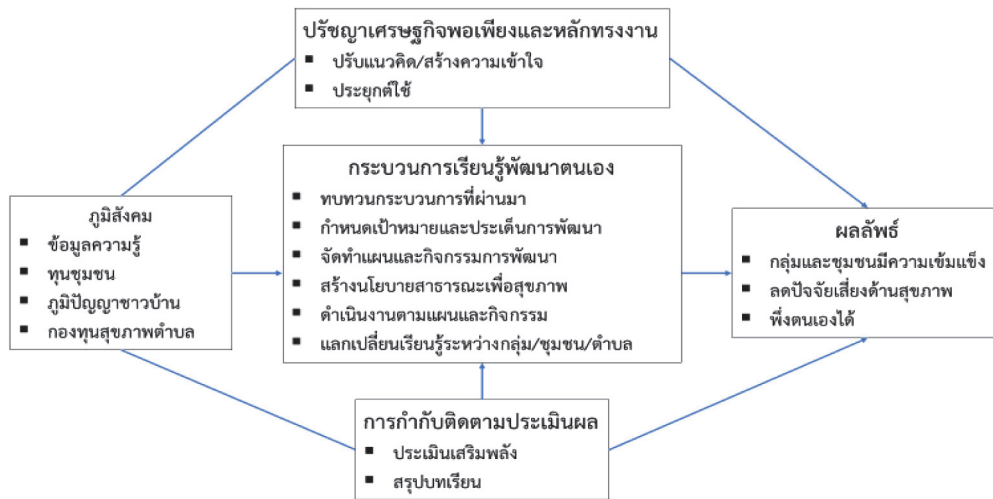 ปรัชญาเศรษฐกิจพอเพียงและหลักทรงงาน
▪ ปรับแนวคิด/สร้างความเข้าใจ
▪ ประยุกต์ใช้
กระบวนการเรียนรู้พัฒนาตนเอง
▪ ทบทวนกระบวนการที่ผ่านมา
▪ กำหนดเป้าหมายและประเด็นการพัฒนา
▪ จัดทำแผนและกิจกรรมการพัฒนา
▪ สร้างนโยบายสาธารณะเพื่อสุขภาพ
▪ ดำเนินงานตามแผนและกิจกรรม
▪ แลกเปลี่ยนเรียนรู้ระหว่างกลุ่ม/ชุมชน/ตำบล
ภูมิสังคม
▪ ข้อมูลความรู้
▪ ทุนชุมชน
▪ ภูมิปัญญาชาวบ้าน
▪ กองทุนสุขภาพตำบล
ผลลัพธ์
▪ กลุ่มและชุมชนมีความเข้มแข็ง
▪ ลดปัจจัยเสี่ยงด้านสุขภาพ
▪ พึ่งตนเองได้
การกำกับติดตามประเมินผล
▪ ประเมินเสริมพลัง
▪ สรุปบทเรียน